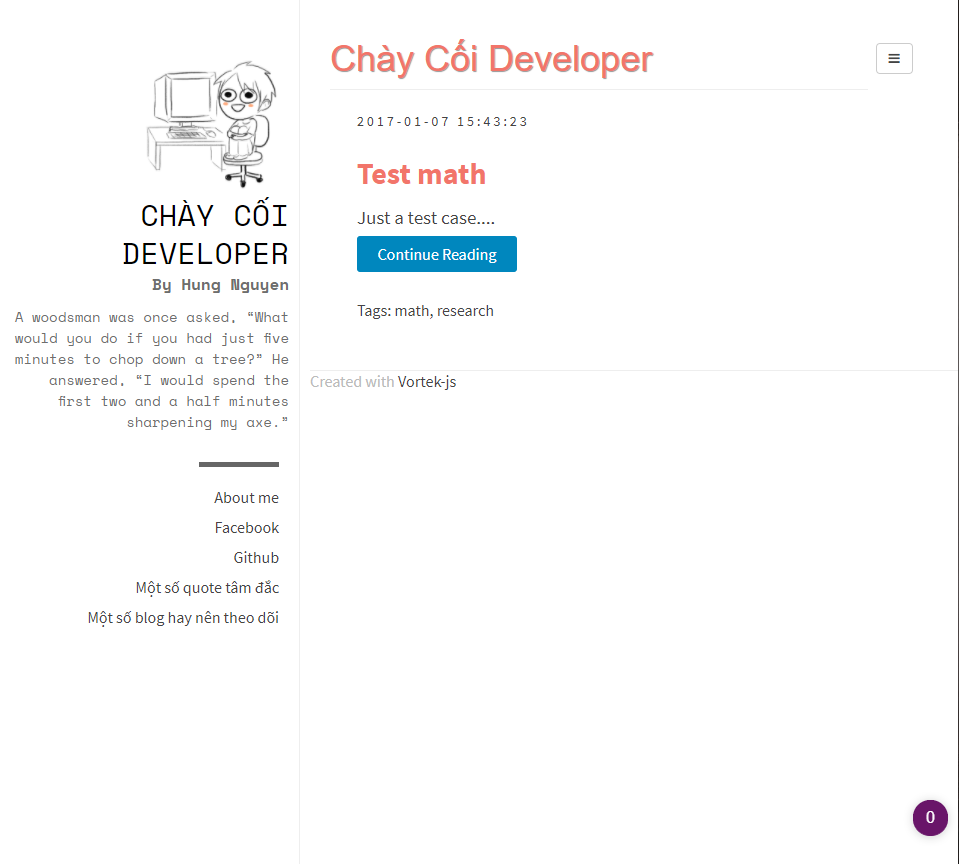 CHÀY CỐI
DEVELOPER
By Hung Nguyen
A woodsman was once asked, “What
would you do if you had just five
minutes to chop down a tree?” He
answered, “I would spend the
first two and a half minutes
sharpening my axe.”
About me
Facebook
Github
Một số quote tâm đắc
Một số blog hay nên theo dõi
Chày Cối Developer
2017-01-07 15:43:23
Test math
Just a test case....
Continue Reading
Tags: math, research
Created with Vortek-js
0